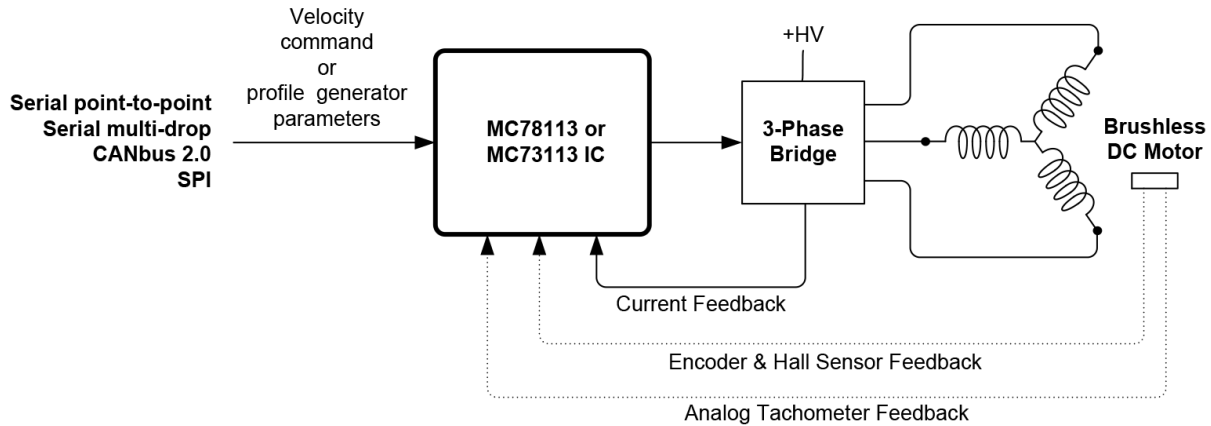 Velocity
command
or
profile generator
parameters
Serial point-to-point
Serial multi-drop
CANbus 2.0
SPI
MC78113 or
MC73113 IC
+HV
3-Phase
Bridge
Brushless
DC Motor
Current Feedback
Encoder & Hall Sensor Feedback
Analog Tachometer Feedback